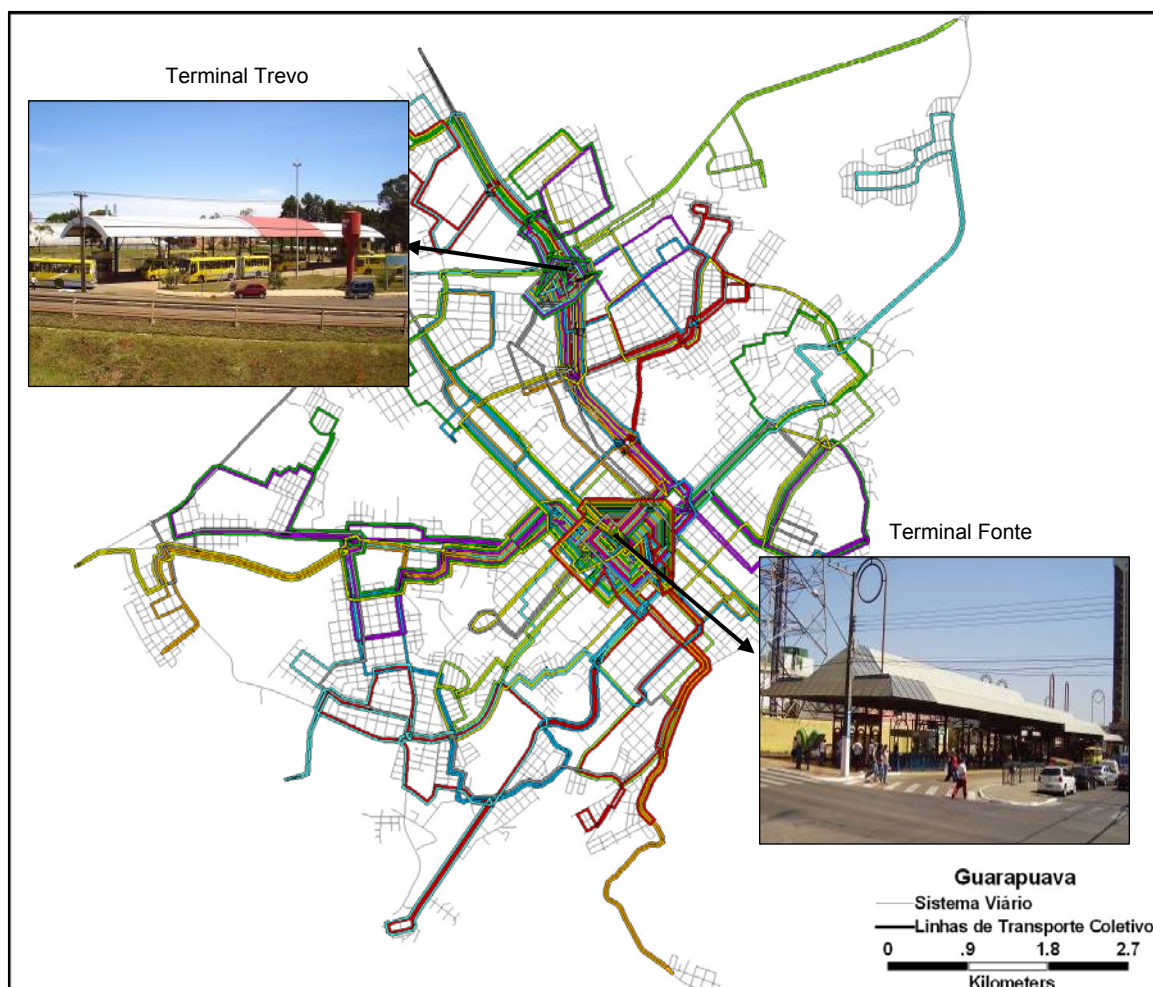 Terminal Trevo
Terminal Fonte
Guarapuava
Sistema Viário
Linhas de Transporte Coletivo
0 .9 1.8 2.7
Kilometers